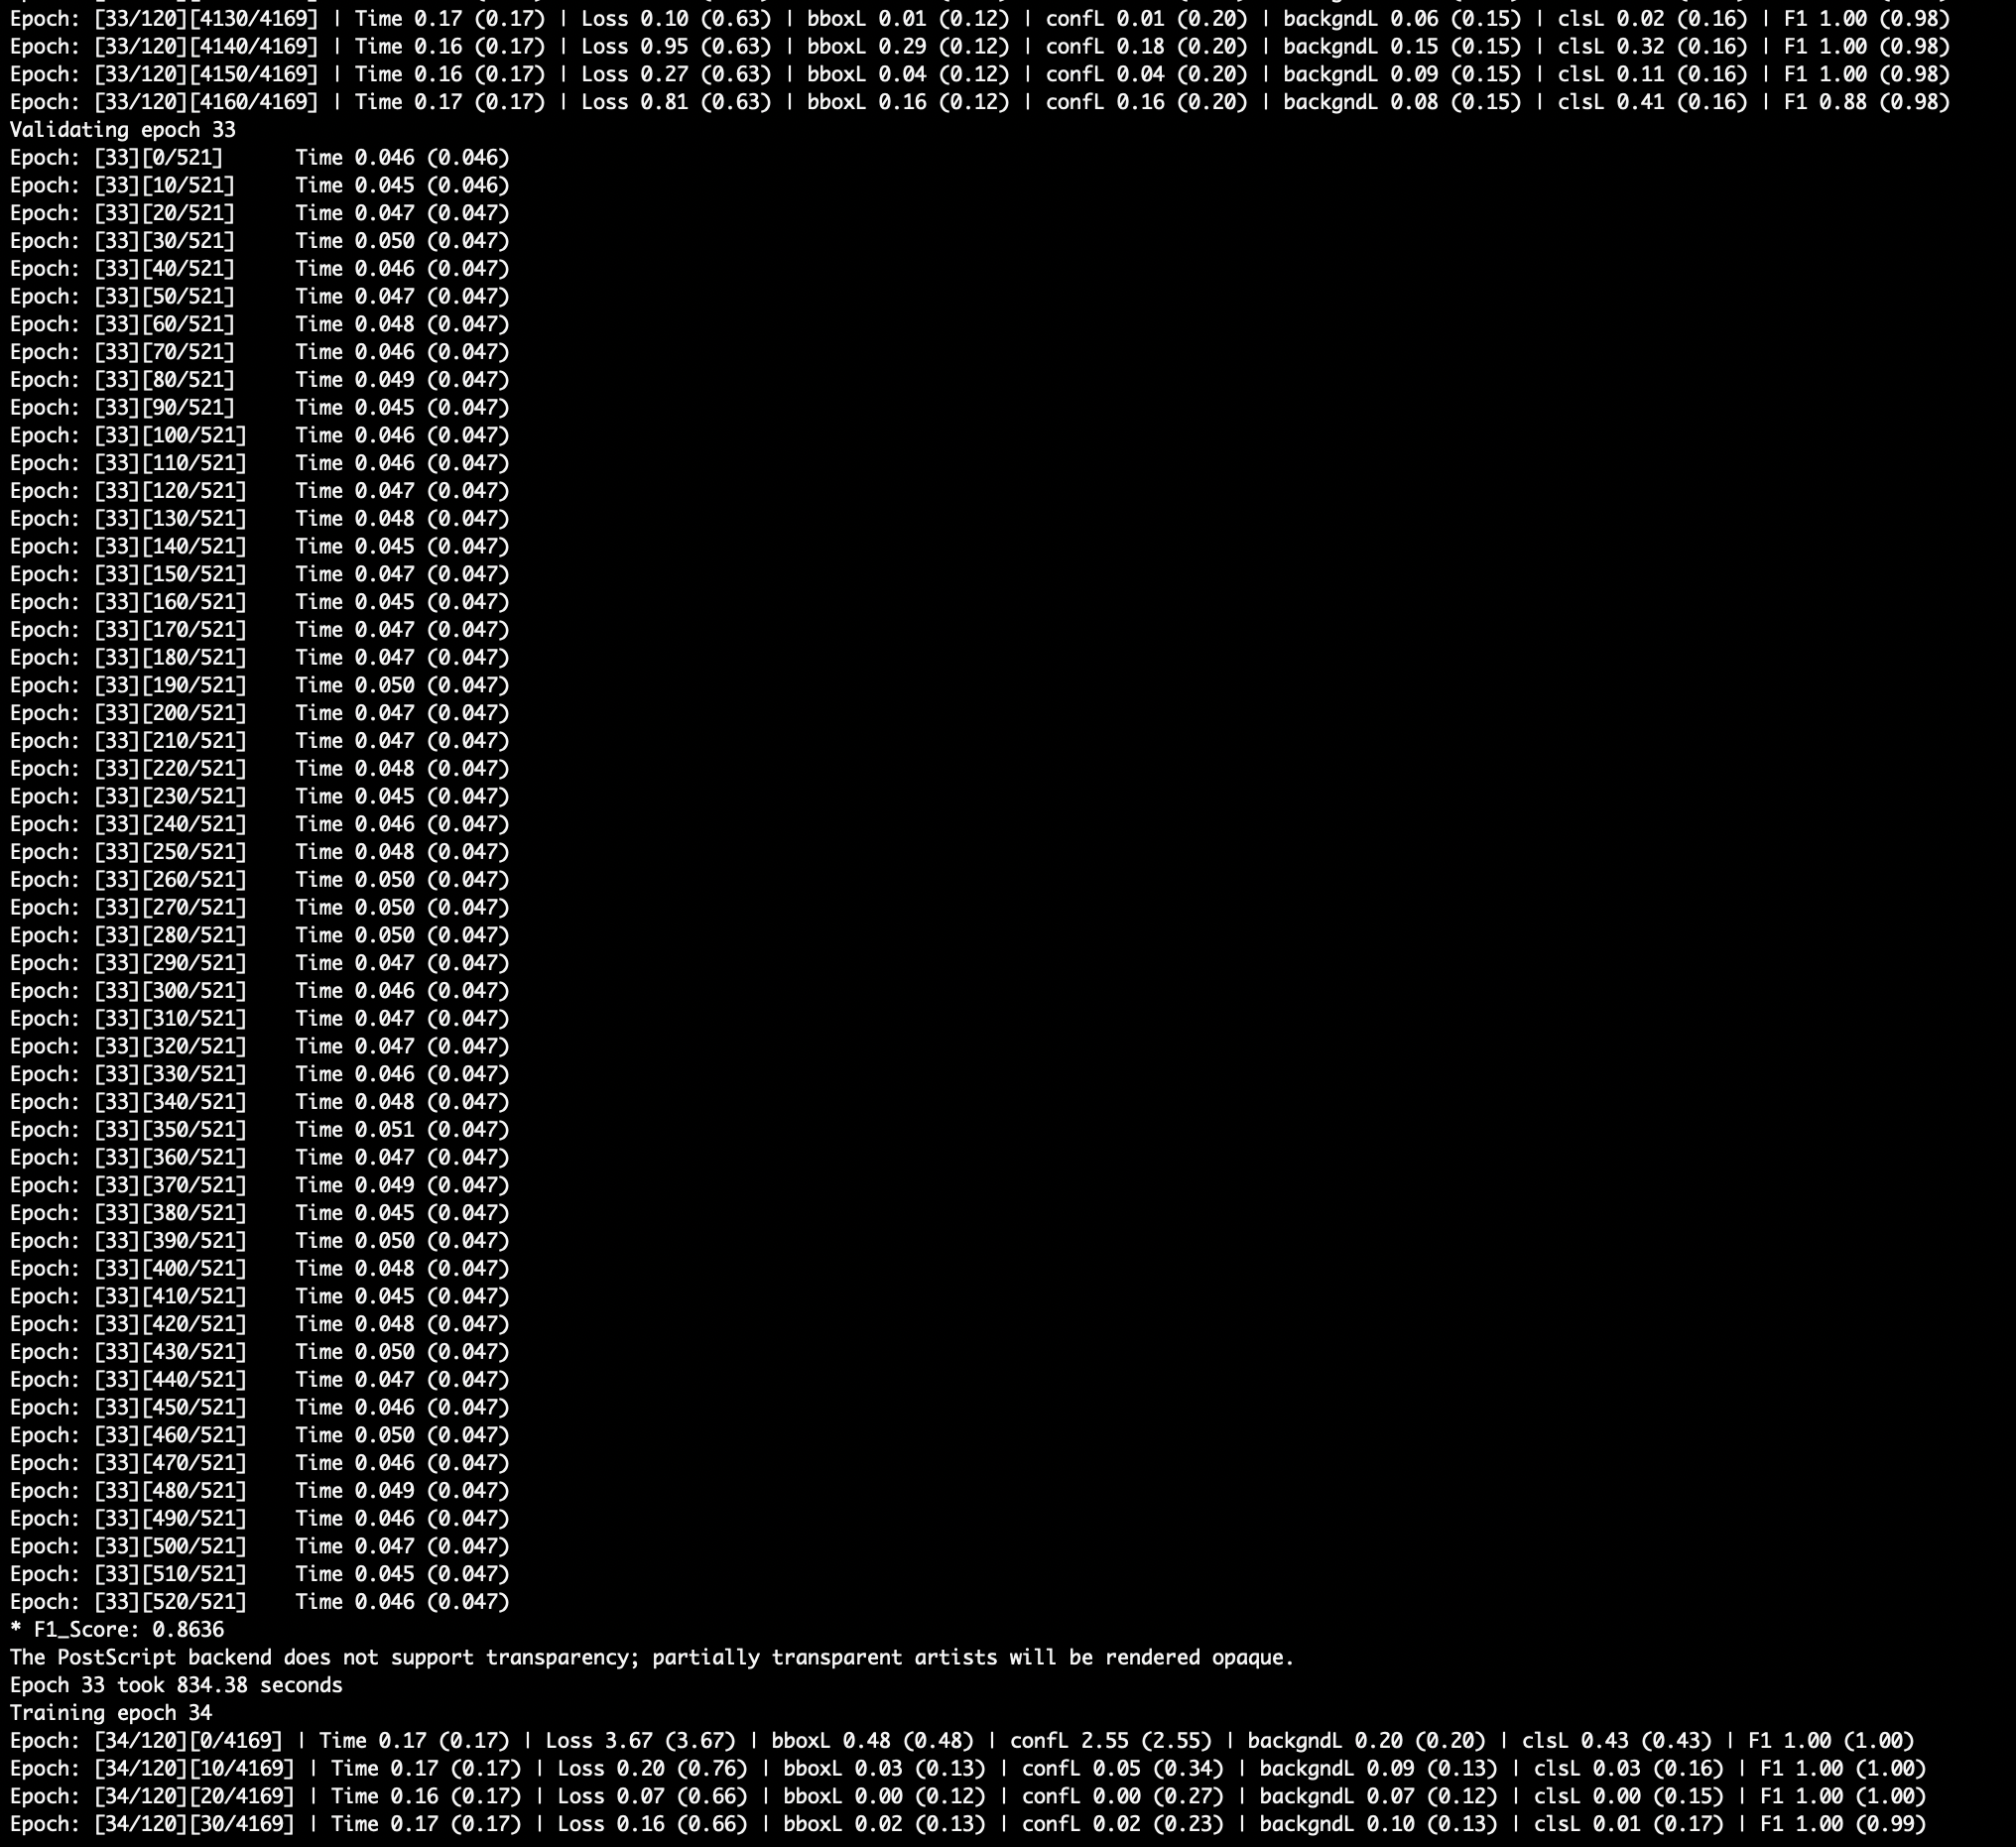 Epoch: [33/120][4130/4169] | Time 0.17 (0.17) | Loss 0.10 (0.63) | bboxL 0.01 (0.12) | confL 0.01 (0.20) | backgndL 0.06 (0.15) | clsL 0.02 (0.16) | F1 1.00 (0.98)
Epoch: [33/120][4140/4169] | Time 0.16 (0.17) | Loss 0.95 (0.63) | bboxL 0.29 (0.12) | confL 0.18 (0.20) | backgndL 0.15 (0.15) | clsL 0.32 (0.16) | F1 1.00 (0.98)
Epoch: [33/120][4150/4169] | Time 0.16 (0.17) | Loss 0.27 (0.63) | bboxL 0.04 (0.12) | confL 0.04 (0.20) | backgndL 0.09 (0.15) | clsL 0.11 (0.16) | F1 1.00 (0.98)
Epoch: [33/120][4160/4169] | Time 0.17 (0.17) | Loss 0.81 (0.63) | bboxL 0.16 (0.12) | confL 0.16 (0.20) | backgndL 0.08 (0.15) | clsL 0.41 (0.16) | F1 0.88 (0.98)
Validating epoch 33
Epoch: [33][0/521] Time 0.046 (0.046)
Epoch: [33][10/521] Time 0.045 (0.046)
Epoch: [33][20/521] Time 0.047 (0.047)
Epoch: [33][30/521] Time 0.050 (0.047)
Epoch: [33][40/521] Time 0.046 (0.047)
Epoch: [33][50/521] Time 0.047 (0.047)
Epoch: [33][60/521] Time 0.048 (0.047)
Epoch: [33][70/521] Time 0.046 (0.047)
Epoch: [33][80/521] Time 0.049 (0.047)
Epoch: [33][90/521] Time 0.045 (0.047)
Epoch: [33][100/521] Time 0.046 (0.047)
Epoch: [33][110/521] Time 0.046 (0.047)
Epoch: [33][120/521] Time 0.047 (0.047)
Epoch: [33][130/521] Time 0.048 (0.047)
Epoch: [33][140/521] Time 0.045 (0.047)
Epoch: [33][150/521] Time 0.047 (0.047)
Epoch: [33][160/521] Time 0.045 (0.047)
Epoch: [33][170/521] Time 0.047 (0.047)
Epoch: [33][180/521] Time 0.047 (0.047)
Epoch: [33][190/521] Time 0.050 (0.047)
Epoch: [33][200/521] Time 0.047 (0.047)
Epoch: [33][210/521] Time 0.047 (0.047)
Epoch: [33][220/521] Time 0.048 (0.047)
Epoch: [33][230/521] Time 0.045 (0.047)
Epoch: [33][240/521] Time 0.046 (0.047)
Epoch: [33][250/521] Time 0.048 (0.047)
Epoch: [33][260/521] Time 0.050 (0.047)
Epoch: [33][270/521] Time 0.050 (0.047)
Epoch: [33][280/521] Time 0.050 (0.047)
Epoch: [33][290/521] Time 0.047 (0.047)
Epoch: [33][300/521] Time 0.046 (0.047)
Epoch: [33][310/521] Time 0.047 (0.047)
Epoch: [33][320/521] Time 0.047 (0.047)
Epoch: [33][330/521] Time 0.046 (0.047)
Epoch: [33][340/521] Time 0.048 (0.047)
Epoch: [33][350/521] Time 0.051 (0.047)
Epoch: [33][360/521] Time 0.047 (0.047)
Epoch: [33][370/521] Time 0.049 (0.047)
Epoch: [33][380/521] Time 0.045 (0.047)
Epoch: [33][390/521] Time 0.050 (0.047)
Epoch: [33][400/521] Time 0.048 (0.047)
Epoch: [33][410/521] Time 0.045 (0.047)
Epoch: [33][420/521] Time 0.048 (0.047)
Epoch: [33][430/521] Time 0.050 (0.047)
Epoch: [33][440/521] Time 0.047 (0.047)
Epoch: [33][450/521] Time 0.046 (0.047)
Epoch: [33][460/521] Time 0.050 (0.047)
Epoch: [33][470/521] Time 0.046 (0.047)
Epoch: [33][480/521] Time 0.049 (0.047)
Epoch: [33][490/521] Time 0.046 (0.047)
Epoch: [33][500/521] Time 0.047 (0.047)
Epoch: [33][510/521] Time 0.045 (0.047)
Epoch: [33][520/521] Time 0.046 (0.047)
* F1_Score: 0.8636
The PostScript backend does not support transparency; partially transparent artists will be rendered opaque.
Epoch 33 took 834.38 seconds
Training epoch 34
Epoch: [34/120][0/4169] | Time 0.17 (0.17) | Loss 3.67 (3.67) | bboxL 0.48 (0.48) | confL 2.55 (2.55) | backgndL 0.20 (0.20) | clsL 0.43 (0.43) | F1 1.00 (1.00)
Epoch: [34/120][10/4169] | Time 0.17 (0.17) | Loss 0.20 (0.76) | bboxL 0.03 (0.13) | confL 0.05 (0.34) | backgndL 0.09 (0.13) | clsL 0.03 (0.16) | F1 1.00 (1.00)
Epoch: [34/120][20/4169] | Time 0.16 (0.17) | Loss 0.07 (0.66) | bboxL 0.00 (0.12) | confL 0.00 (0.27) | backgndL 0.07 (0.12) | clsL 0.00 (0.15) | F1 1.00 (1.00)
Epoch: [34/120][30/4169] | Time 0.17 (0.17) | Loss 0.16 (0.66) | bboxL 0.02 (0.13) | confL 0.02 (0.23) | backgndL 0.10 (0.13) | clsL 0.01 (0.17) | F1 1.00 (0.99)